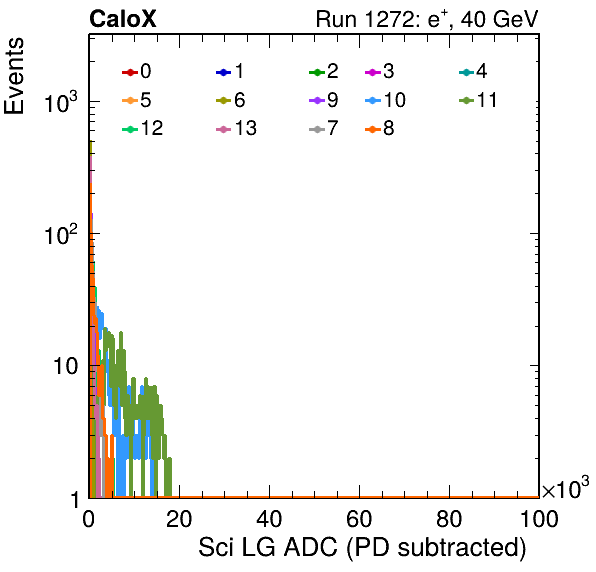 CaloX Run 1272: e⁺, 40 GeV
Events
0 1 2 3 4
5 6 9 10 11
12 13 7 8
10³
10²
10
1
0 20 40 60 80 100
×10³
Sci LG ADC (PD subtracted)